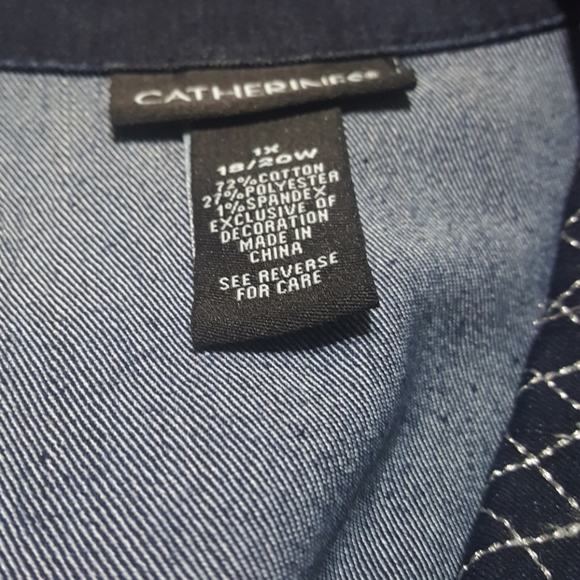 CATHERINES®
1X
18/20W
72% COTTON
27% POLYESTER
1% SPANDEX
EXCLUSIVE OF
DECORATION
MADE IN
CHINA
SEE REVERSE
FOR CARE